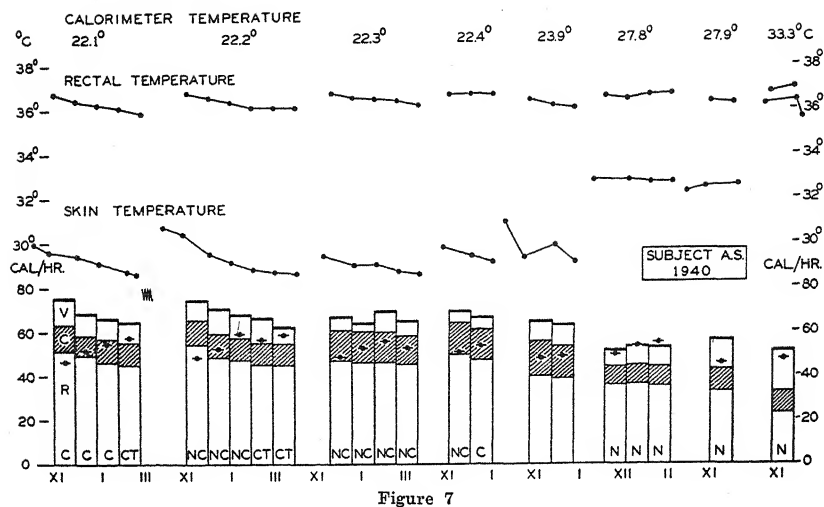 CALORIMETER TEMPERATURE
°C 22.1° 22.2° 22.3° 22.4° 23.9° 27.8° 27.9° 33.3°C
38° 38°
RECTAL TEMPERATURE
36° 36°
34° 34°
32° 32°
SKIN TEMPERATURE
30° 30°
SUBJECT A.S.
1940
CAL/HR. CAL/HR.
80 80
V
60 60
C
40 40
R
20 20
C C C CT NC NC NC CT CT NC NC NC NC NC C N N N N N
0 0
XI I III XI I III XI I III XI I XI I XII II XI XI
Figure 7